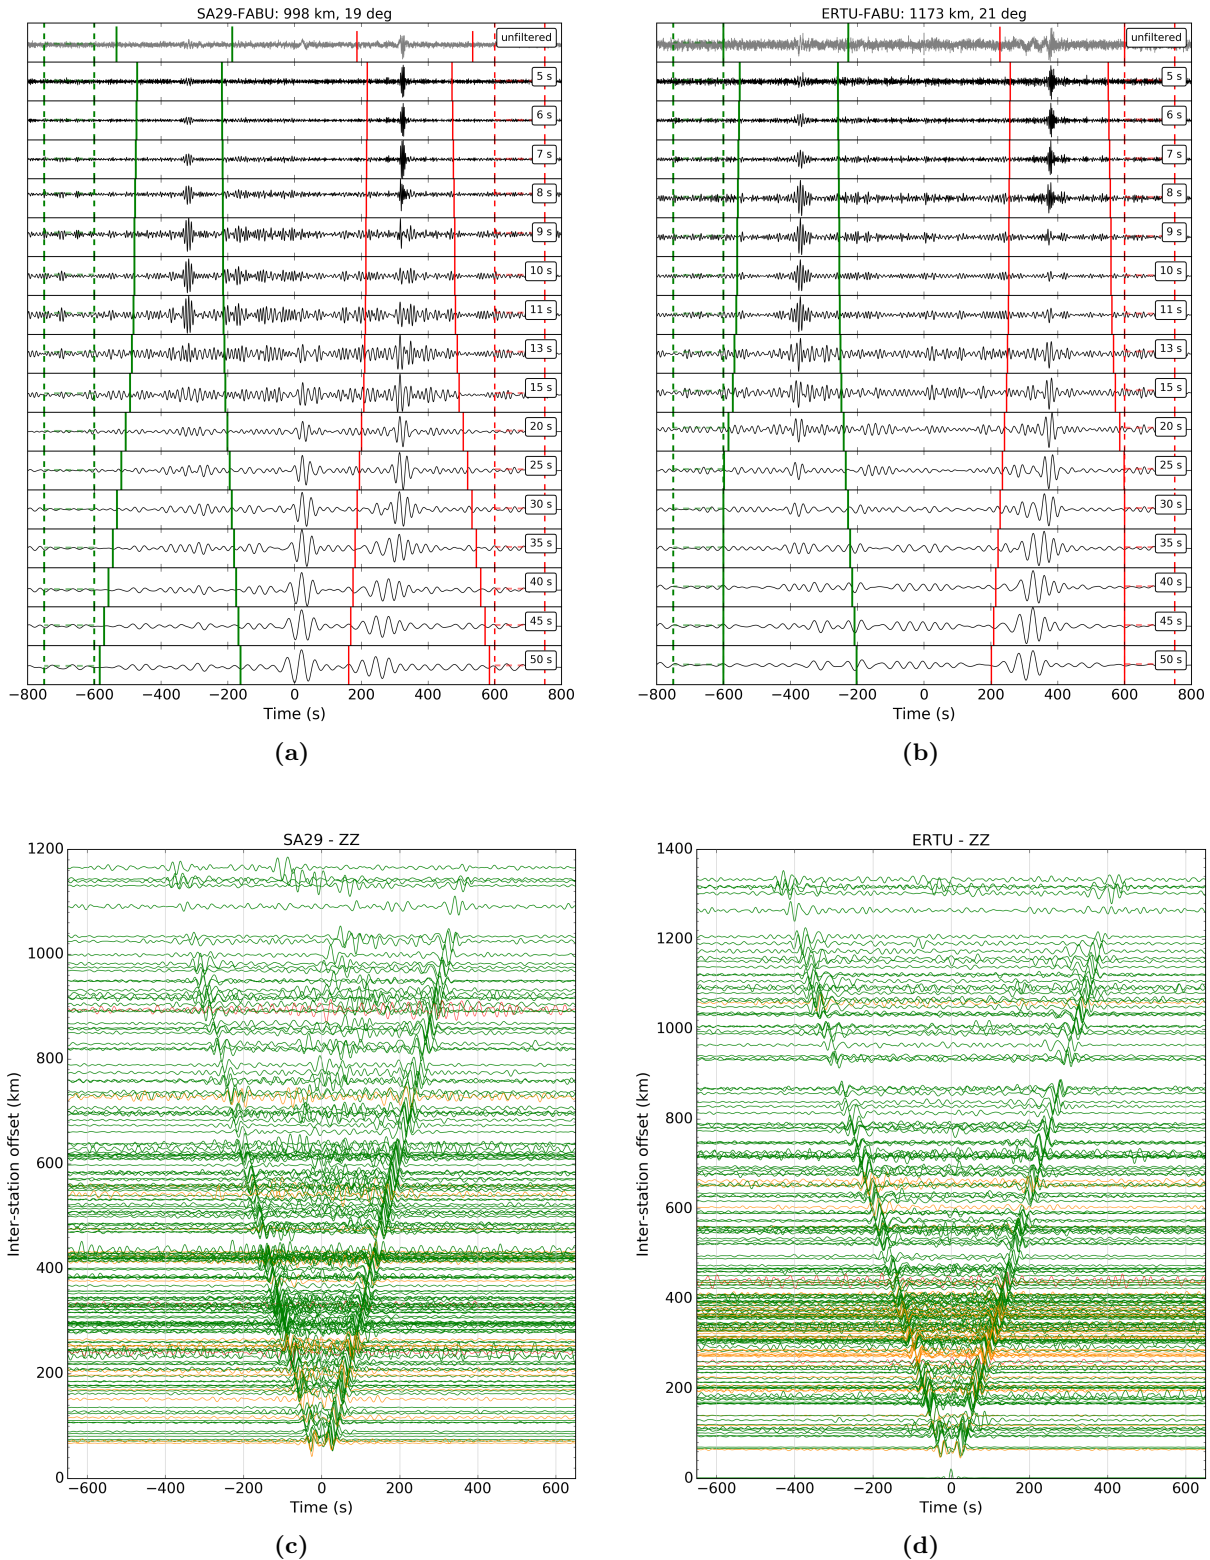 SA29-FABU: 998 km, 19 deg
unfiltered
5 s
6 s
7 s
8 s
9 s
10 s
11 s
13 s
15 s
20 s
25 s
30 s
35 s
40 s
45 s
50 s
−800 −600 −400 −200 0 200 400 600 800
Time (s)
(a)
ERTU-FABU: 1173 km, 21 deg
unfiltered
5 s
6 s
7 s
8 s
9 s
10 s
11 s
13 s
15 s
20 s
25 s
30 s
35 s
40 s
45 s
50 s
−800 −600 −400 −200 0 200 400 600 800
Time (s)
(b)
SA29 - ZZ
Inter-station offset (km)
1200
1000
800
600
400
200
0
−600 −400 −200 0 200 400 600
Time (s)
(c)
ERTU - ZZ
Inter-station offset (km)
1400
1200
1000
800
600
400
200
0
−600 −400 −200 0 200 400 600
Time (s)
(d)